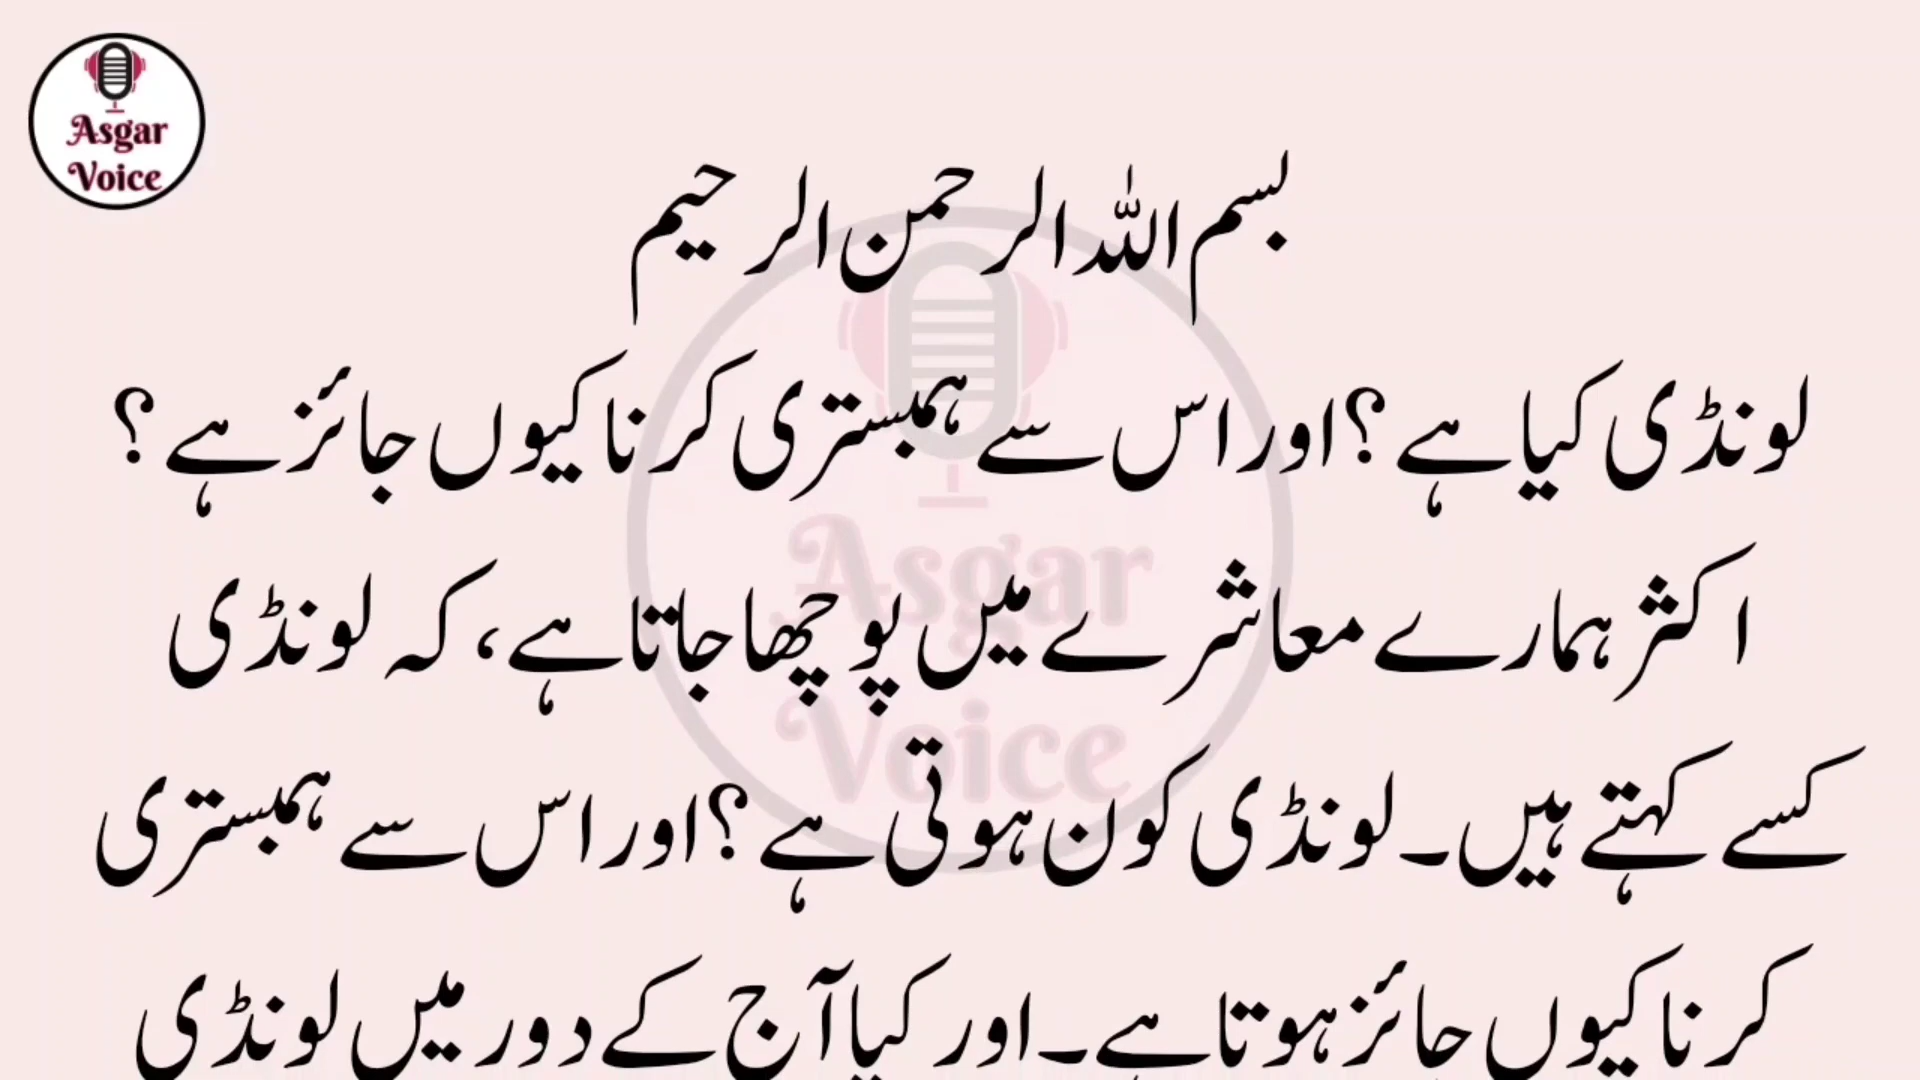 Asgar
Voice
بسم اللہ الرحمن الرحیم
لونڈی کیا ہے ؟ اور اس سے ہمبستری کرنا کیوں جائز ہے ؟
اکثر ہمارے معاشرے میں پوچھا جاتا ہے، کہ لونڈی
کسے کہتے ہیں۔ لونڈی کون ہوتی ہے ؟ اور اس سے ہمبستری
کرنا کیوں جائز ہوتا ہے۔ اور کیا آج کے دور میں لونڈی
Asgar
Voice